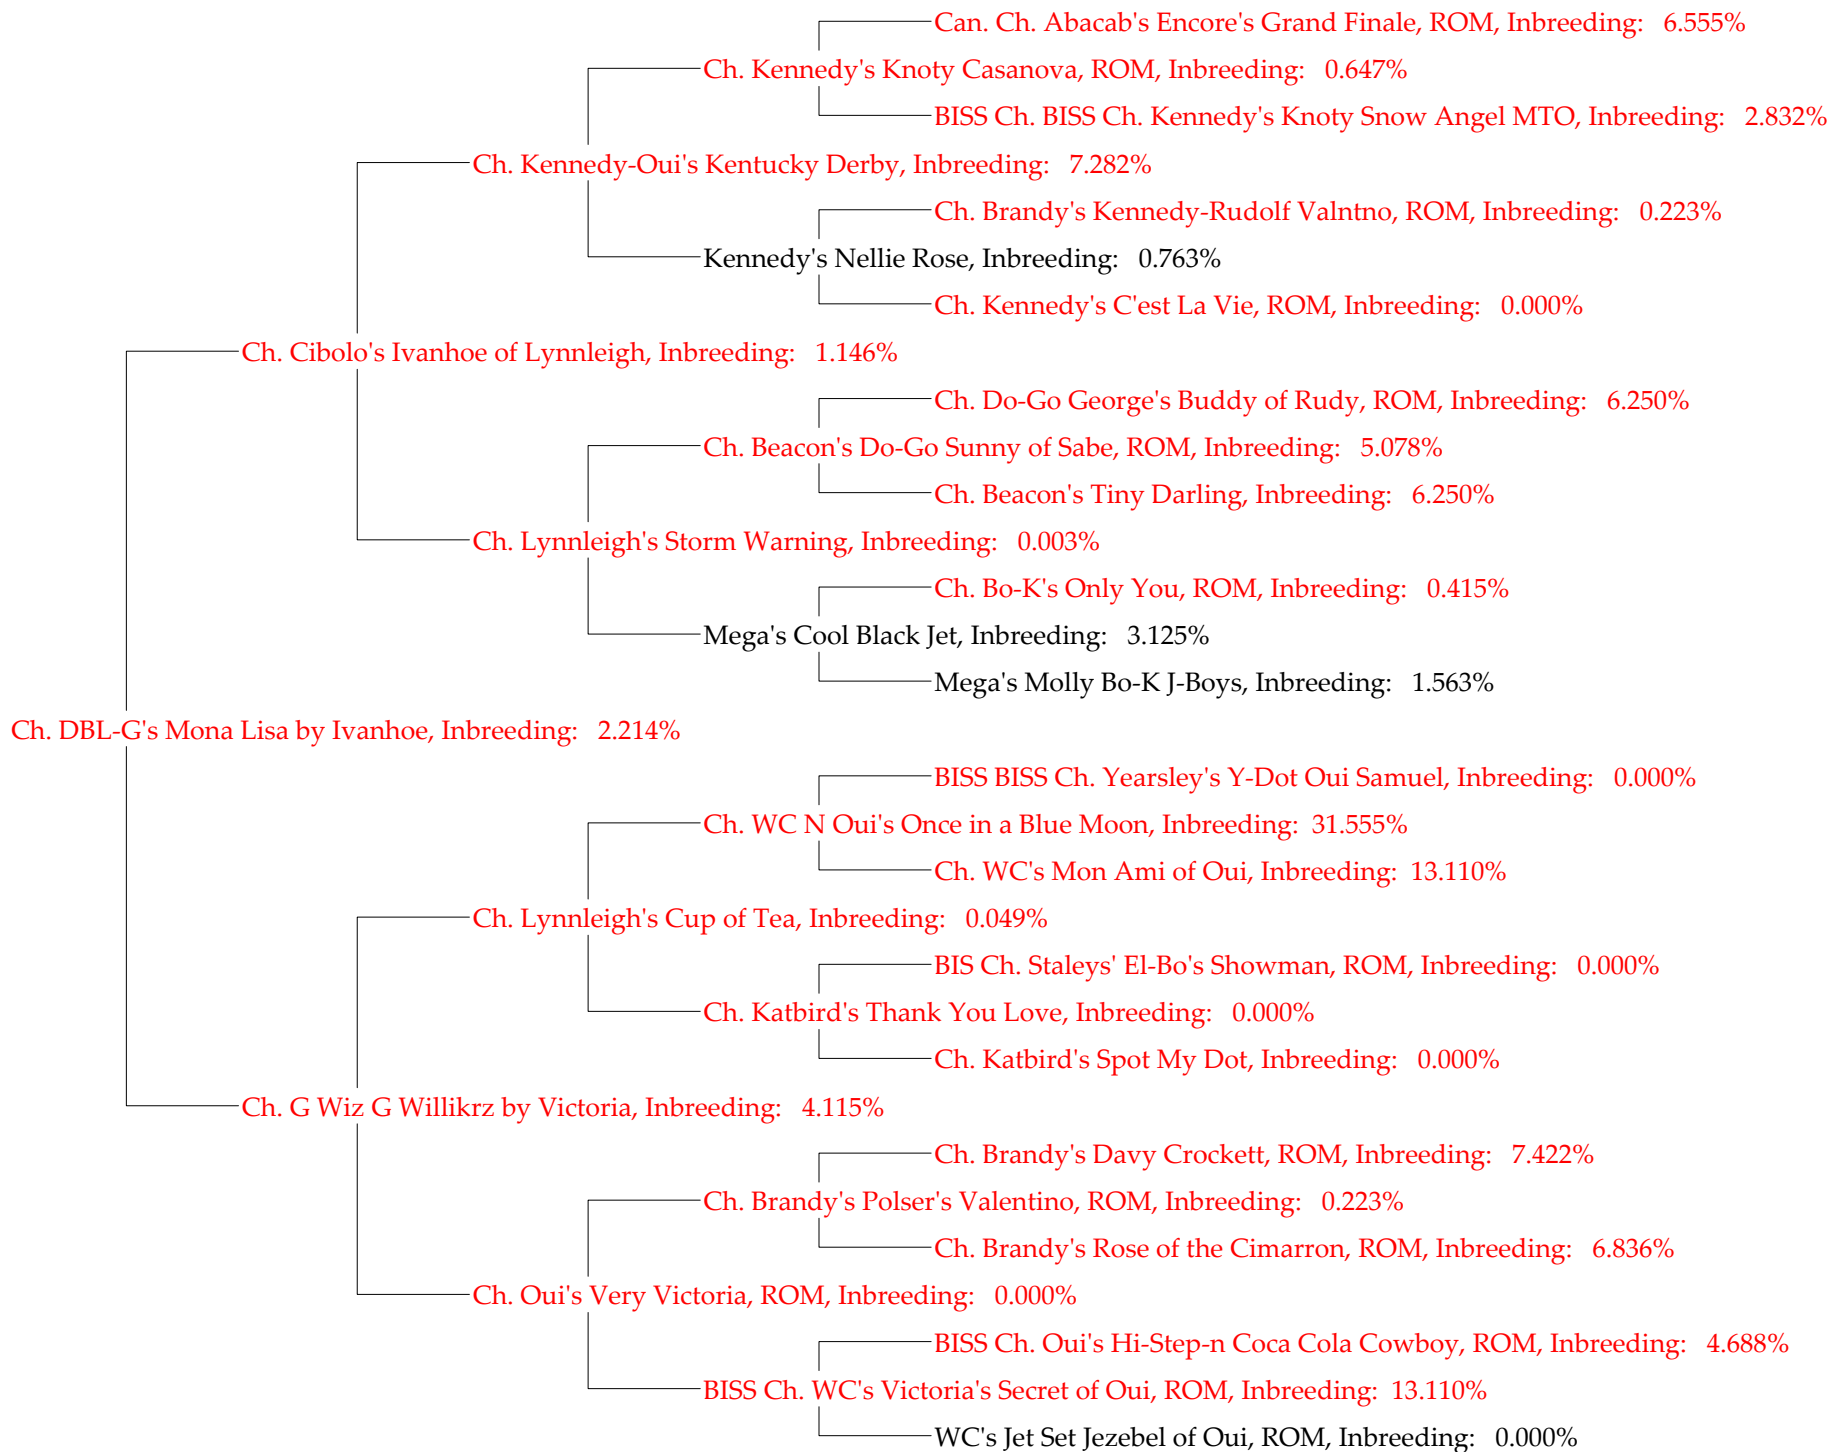 Can. Ch. Abacab's Encore's Grand Finale, ROM, Inbreeding: 6.555%
Ch. Kennedy's Knoty Casanova, ROM, Inbreeding: 0.647%
BISS Ch. BISS Ch. Kennedy's Knoty Snow Angel MTO, Inbreeding: 2.832%
Ch. Kennedy-Oui's Kentucky Derby, Inbreeding: 7.282%
Ch. Brandy's Kennedy-Rudolf Valntno, ROM, Inbreeding: 0.223%
Kennedy's Nellie Rose, Inbreeding: 0.763%
Ch. Kennedy's C'est La Vie, ROM, Inbreeding: 0.000%
Ch. Cibolo's Ivanhoe of Lynnleigh, Inbreeding: 1.146%
Ch. Do-Go George's Buddy of Rudy, ROM, Inbreeding: 6.250%
Ch. Beacon's Do-Go Sunny of Sabe, ROM, Inbreeding: 5.078%
Ch. Beacon's Tiny Darling, Inbreeding: 6.250%
Ch. Lynnleigh's Storm Warning, Inbreeding: 0.003%
Ch. Bo-K's Only You, ROM, Inbreeding: 0.415%
Mega's Cool Black Jet, Inbreeding: 3.125%
Mega's Molly Bo-K J-Boys, Inbreeding: 1.563%
Ch. DBL-G's Mona Lisa by Ivanhoe, Inbreeding: 2.214%
BISS BISS Ch. Yearsley's Y-Dot Oui Samuel, Inbreeding: 0.000%
Ch. WC N Oui's Once in a Blue Moon, Inbreeding: 31.555%
Ch. WC's Mon Ami of Oui, Inbreeding: 13.110%
Ch. Lynnleigh's Cup of Tea, Inbreeding: 0.049%
BIS Ch. Staleys' El-Bo's Showman, ROM, Inbreeding: 0.000%
Ch. Katbird's Thank You Love, Inbreeding: 0.000%
Ch. Katbird's Spot My Dot, Inbreeding: 0.000%
Ch. G Wiz G Willikrz by Victoria, Inbreeding: 4.115%
Ch. Brandy's Davy Crockett, ROM, Inbreeding: 7.422%
Ch. Brandy's Polser's Valentino, ROM, Inbreeding: 0.223%
Ch. Brandy's Rose of the Cimarron, ROM, Inbreeding: 6.836%
Ch. Oui's Very Victoria, ROM, Inbreeding: 0.000%
BISS Ch. Oui's Hi-Step-n Coca Cola Cowboy, ROM, Inbreeding: 4.688%
BISS Ch. WC's Victoria's Secret of Oui, ROM, Inbreeding: 13.110%
WC's Jet Set Jezebel of Oui, ROM, Inbreeding: 0.000%